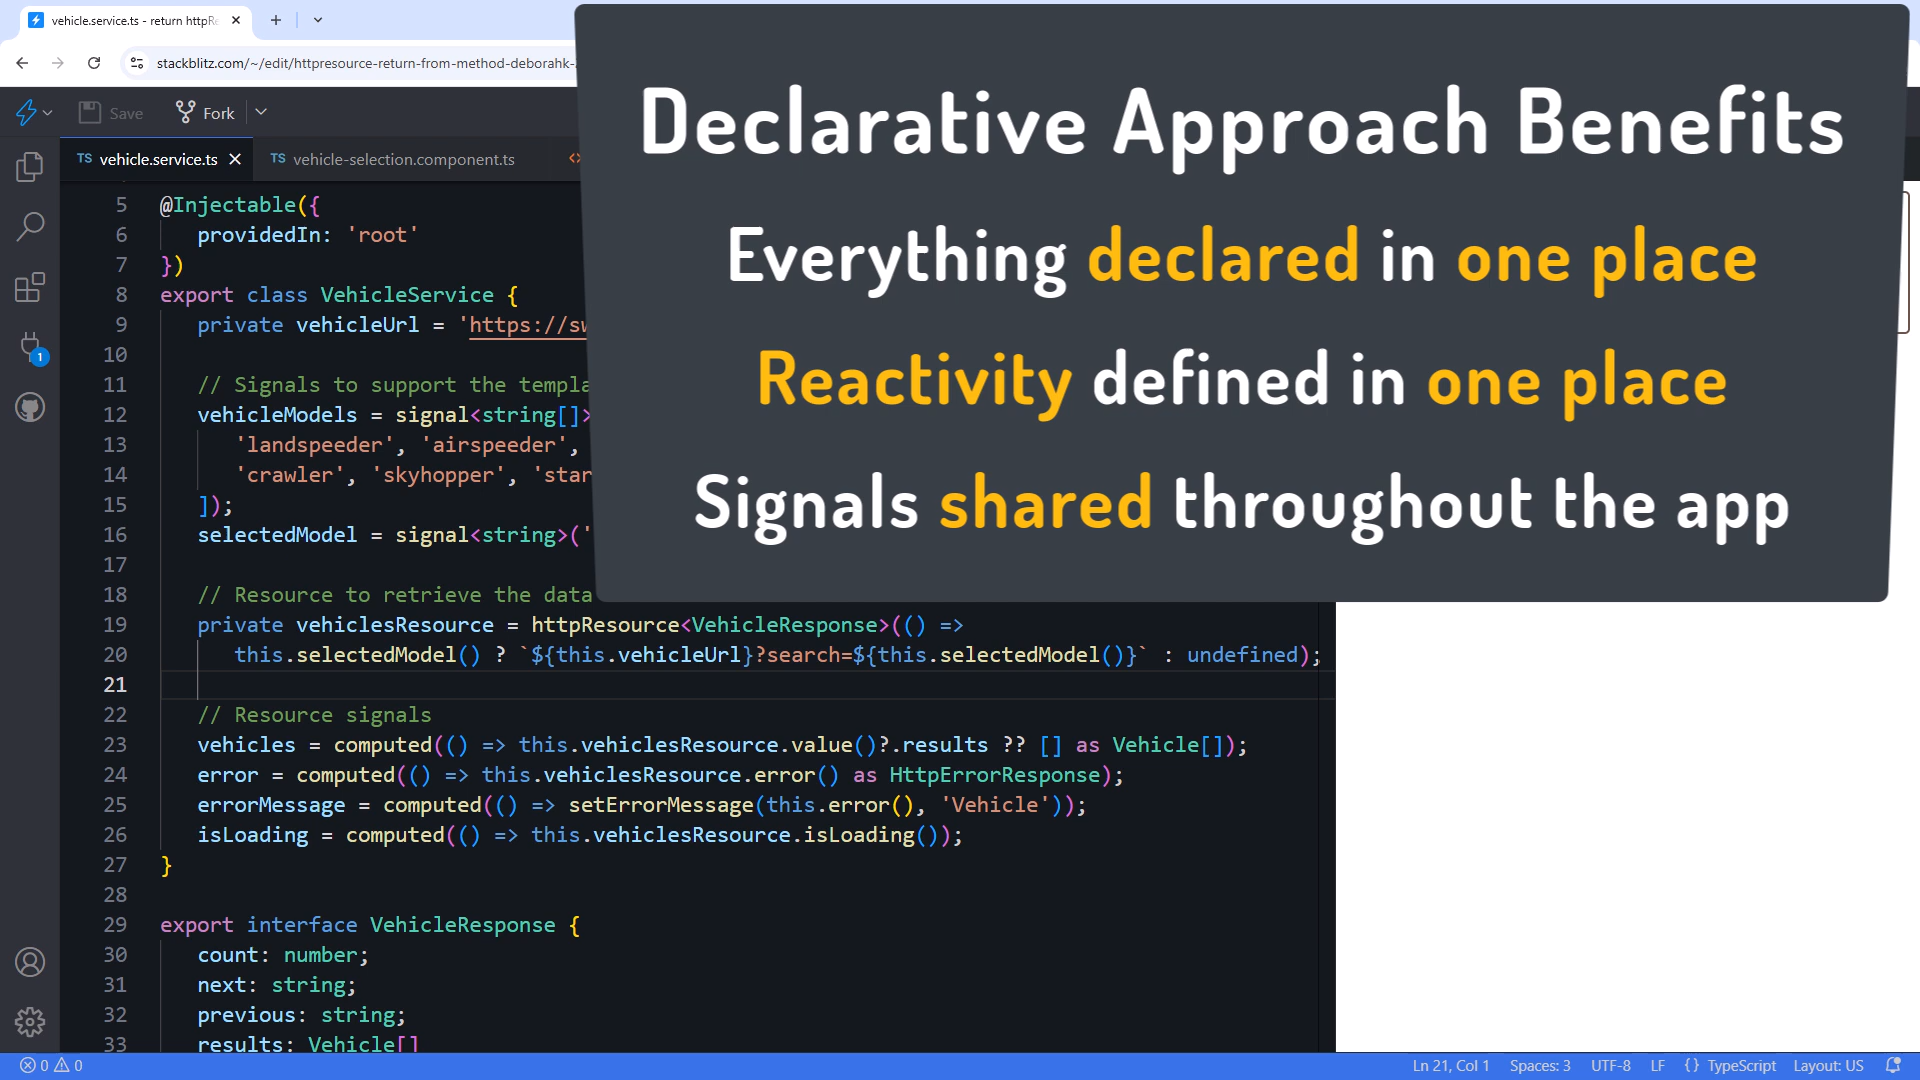 vehicle.service.ts - return httpRe
stackblitz.com/~/edit/httpresource-return-from-method-deborahk-
Save
Fork
TS vehicle.service.ts
TS vehicle-selection.component.ts
<>
Declarative Approach Benefits
Everything declared in one place
Reactivity defined in one place
Signals shared throughout the app
1
5 @Injectable({
6 providedIn: 'root'
7 })
8 export class VehicleService {
9 private vehicleUrl = 'https://sw
10
11 // Signals to support the templa
12 vehicleModels = signal<string[]>
13 'landspeeder', 'airspeeder',
14 'crawler', 'skyhopper', 'star
15 ]);
16 selectedModel = signal<string>('
17
18 // Resource to retrieve the data
19 private vehiclesResource = httpResource<VehicleResponse>(() =>
20 this.selectedModel() ? `${this.vehicleUrl}?search=${this.selectedModel()}` : undefined);
21
22 // Resource signals
23 vehicles = computed(() => this.vehiclesResource.value()?.results ?? [] as Vehicle[]);
24 error = computed(() => this.vehiclesResource.error() as HttpErrorResponse);
25 errorMessage = computed(() => setErrorMessage(this.error(), 'Vehicle'));
26 isLoading = computed(() => this.vehiclesResource.isLoading());
27 }
28
29 export interface VehicleResponse {
30 count: number;
31 next: string;
32 previous: string;
33 results: Vehicle[]
0 0
Ln 21, Col 1 Spaces: 3 UTF-8 LF {} TypeScript Layout: US